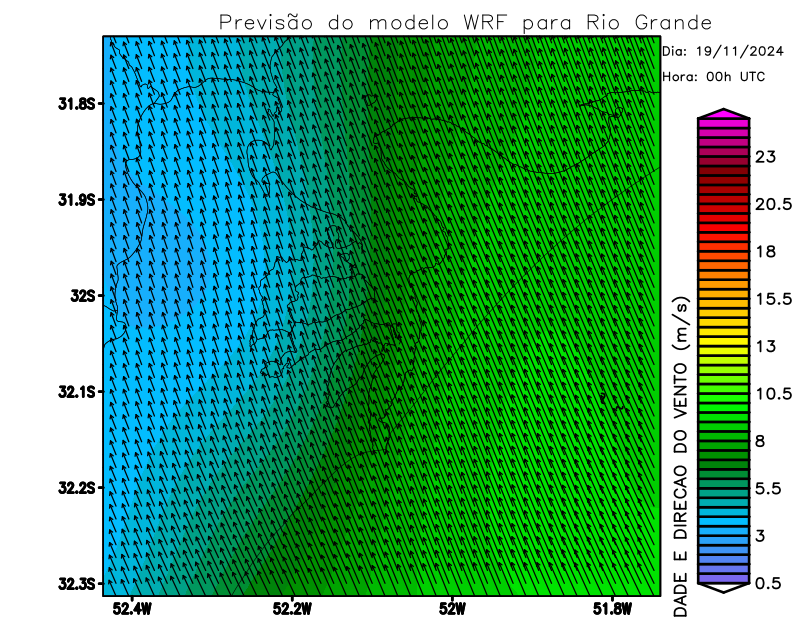 Previsão do modelo WRF para Rio Grande
Dia: 19/11/2024
Hora: 00h UTC
31.8S
31.9S
32S
32.1S
32.2S
32.3S
52.4W
52.2W
52W
51.8W
23
20.5
18
15.5
13
10.5
8
5.5
3
0.5
DADE E DIRECAO DO VENTO (m/s)